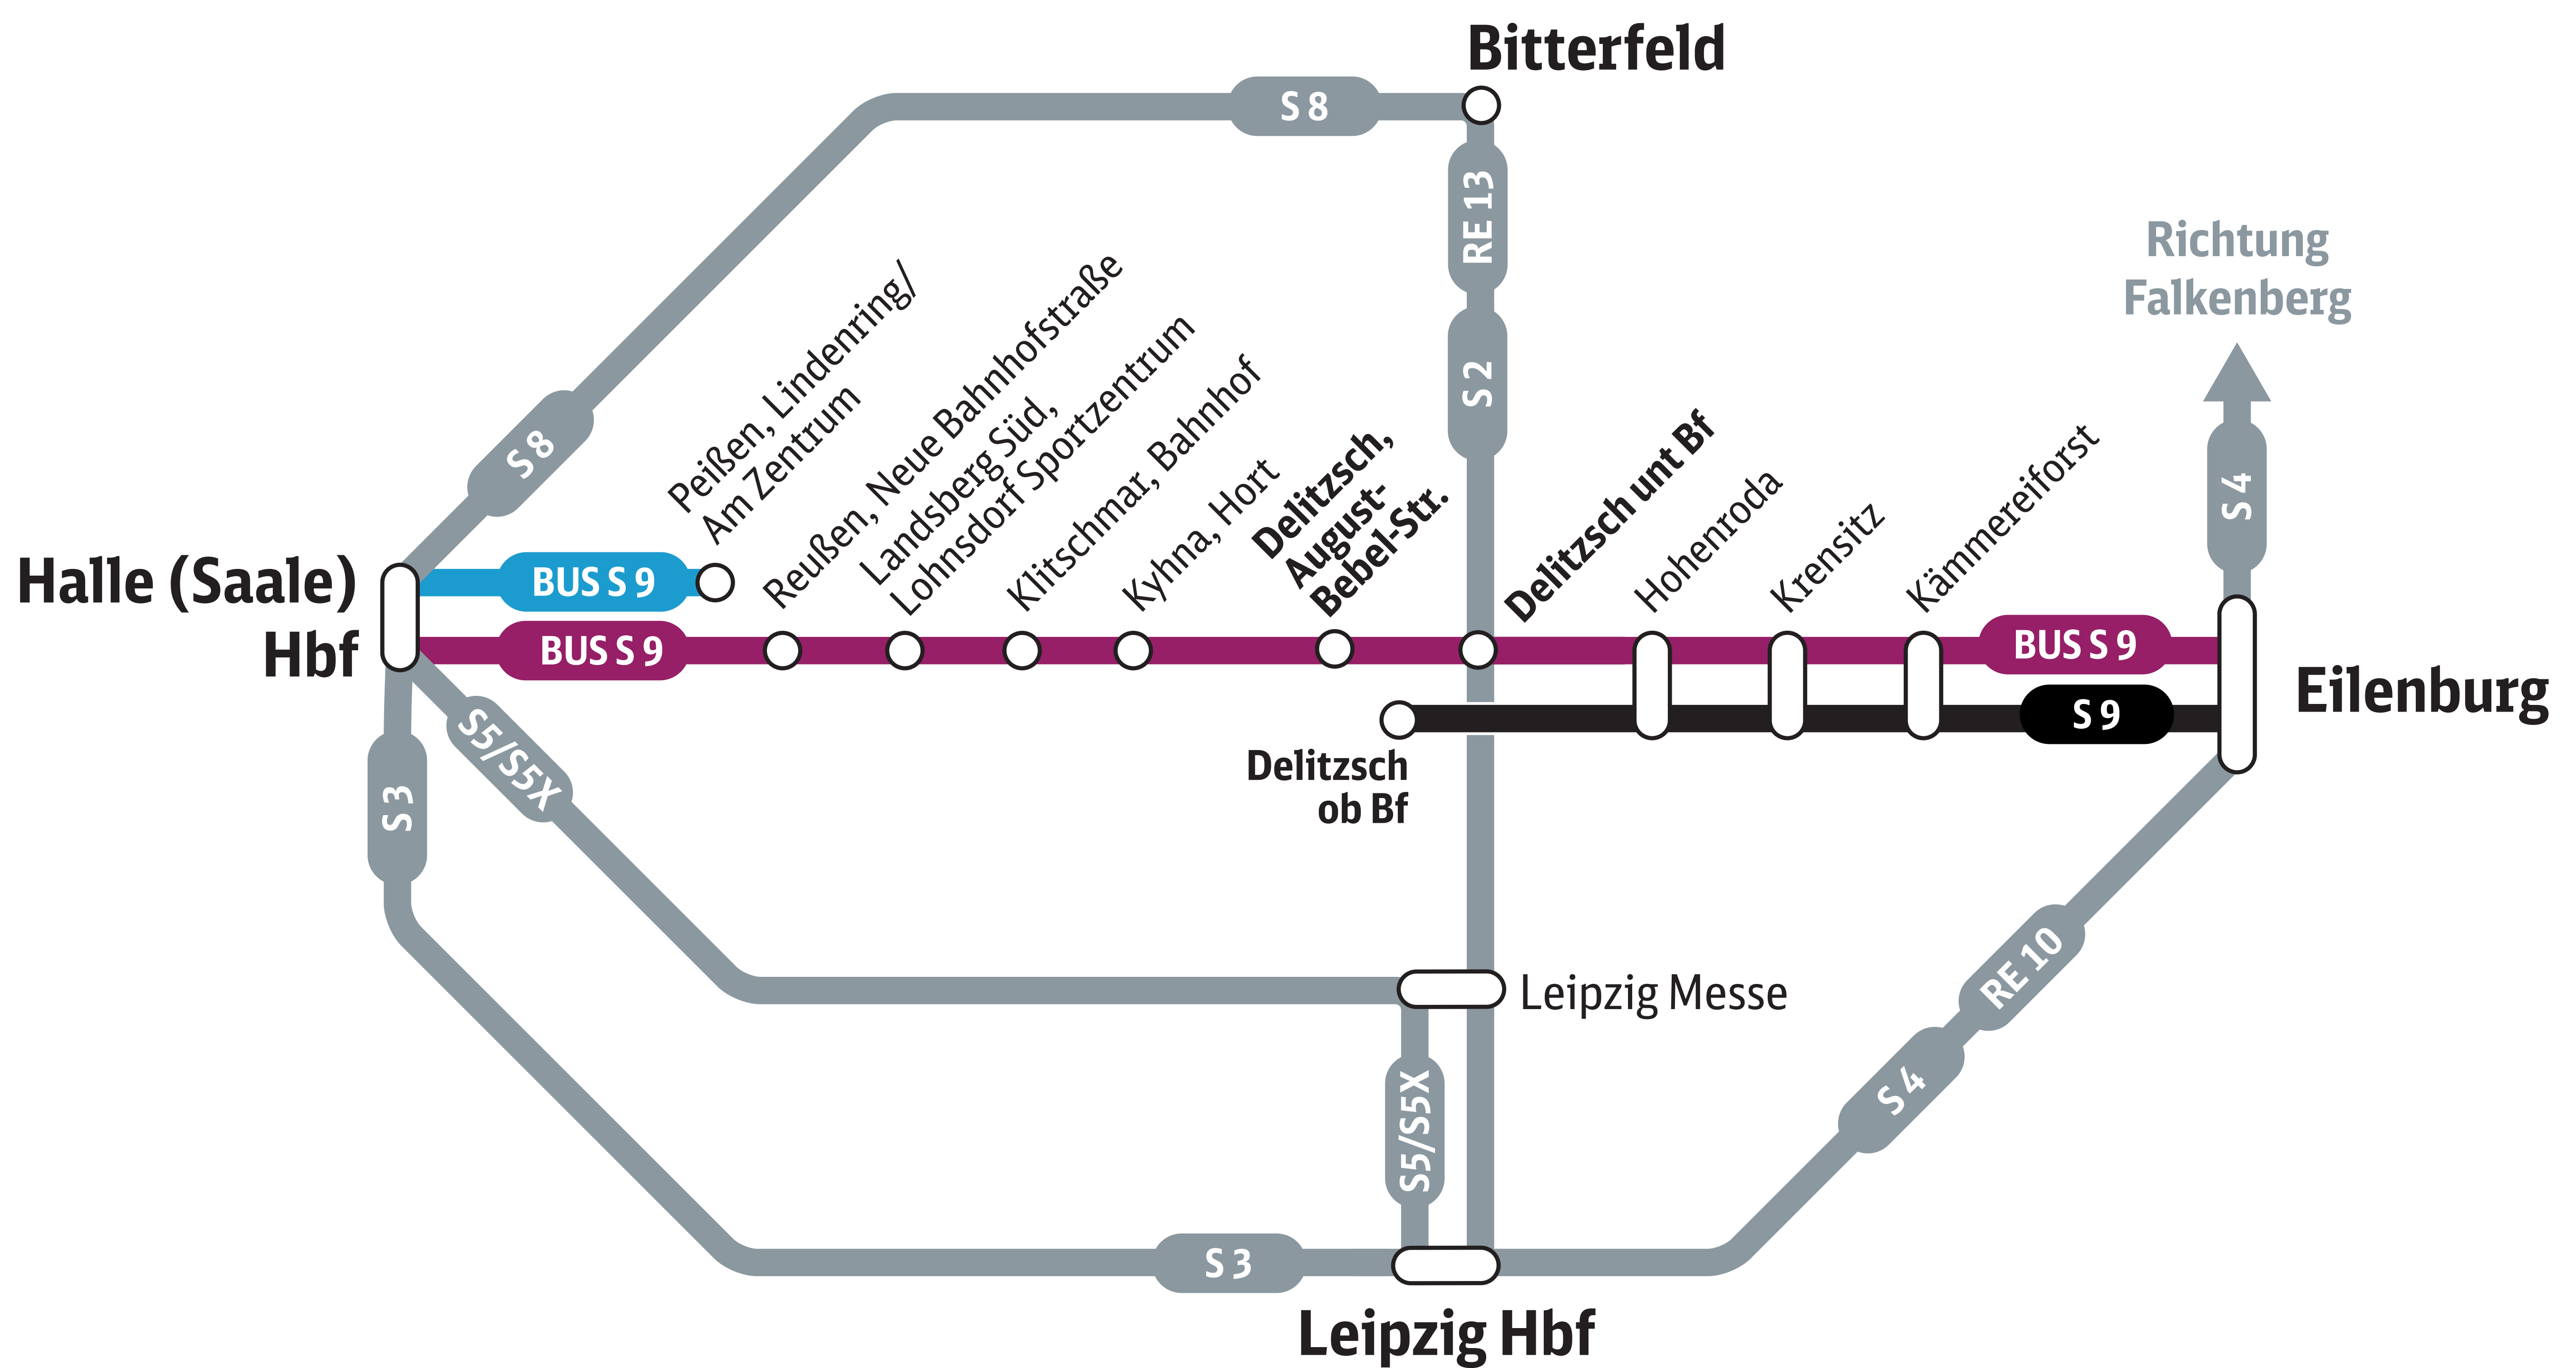 Bitterfeld
S 8
RE 13
S 2
S 8
Richtung
Falkenberg
S 4
Peißen, Lindenring/
Am Zentrum
Reußen, Neue Bahnhofstraße
Landsberg Süd,
Lohnsdorf Sportzentrum
Klitschmar, Bahnhof
Kyhna, Hort
Delitzsch,
August-
Bebel-Str.
Delitzsch unt Bf
Hohenroda
Krensitz
Kämmereiforst
Halle (Saale)
Hbf
BUS S 9
BUS S 9
BUS S 9
S 9
Eilenburg
Delitzsch
ob Bf
S5/S5X
S 3
Leipzig Messe
RE 10
S 4
S5/S5X
S 3
Leipzig Hbf